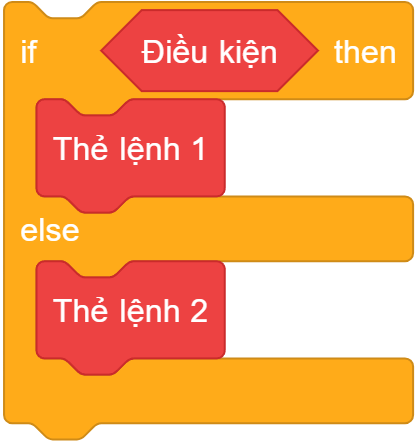 if Điều kiện then
Thẻ lệnh 1
else
Thẻ lệnh 2